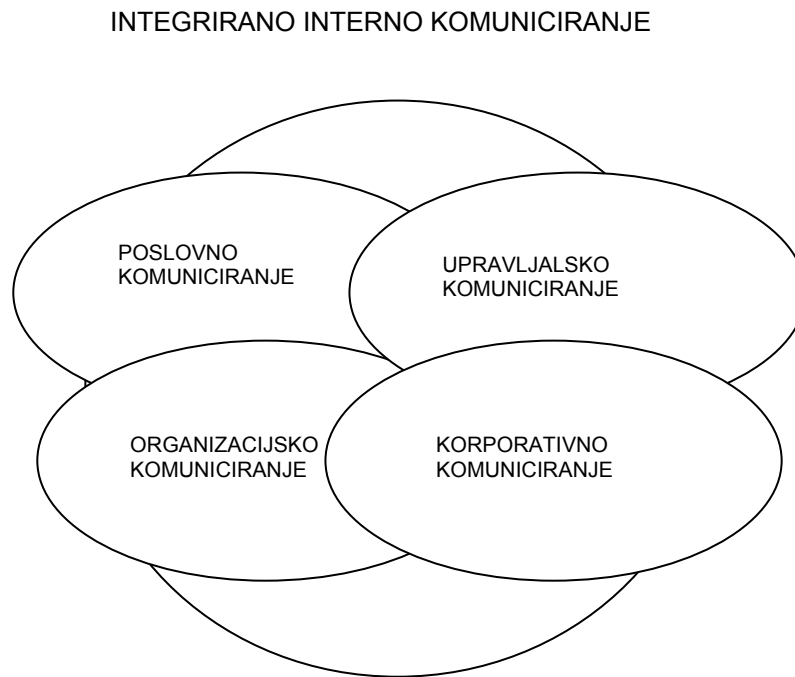 INTEGRIRANO INTERNO KOMUNICIRANJE
POSLOVNO
KOMUNICIRANJE
UPRAVLJALSKO
KOMUNICIRANJE
ORGANIZACIJSKO
KOMUNICIRANJE
KORPORATIVNO
KOMUNICIRANJE